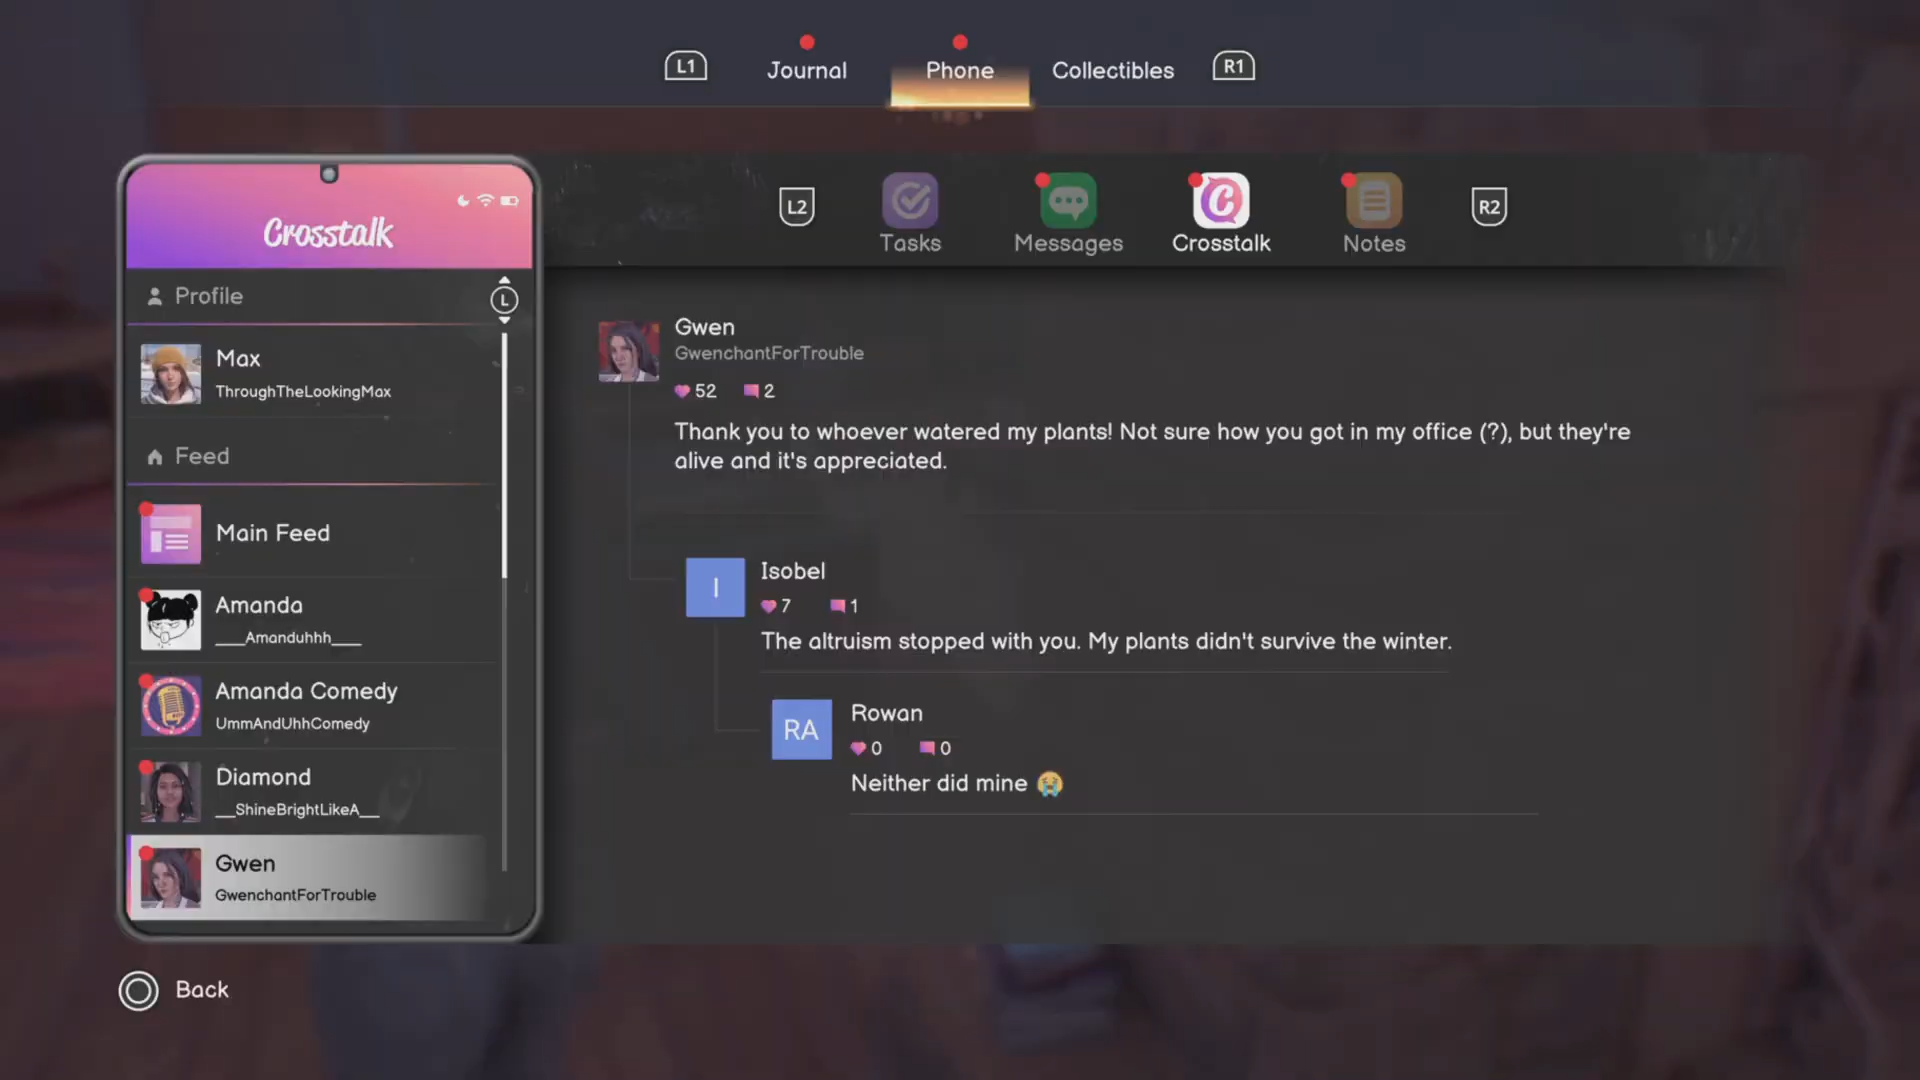 L1
Journal
Phone
Collectibles
R1
Crosstalk
L2
Tasks
Messages
Crosstalk
Notes
R2
Profile
L
Max
ThroughTheLookingMax
Feed
Main Feed
Amanda
___Amanduhhh___
Amanda Comedy
UmmAndUhhComedy
Diamond
__ShineBrightLikeA__
Gwen
GwenchantForTrouble
Gwen
GwenchantForTrouble
52 2
Thank you to whoever watered my plants! Not sure how you got in my office (?), but they're
alive and it's appreciated.
I
Isobel
7 1
The altruism stopped with you. My plants didn't survive the winter.
RA
Rowan
0 0
Neither did mine 😭
Back